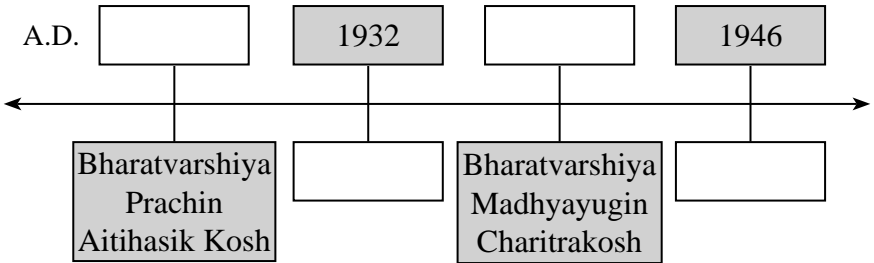 A.D. 1932 1946
Bharatvarshiya
Prachin
Aitihasik Kosh
Bharatvarshiya
Madhyayugin
Charitrakosh